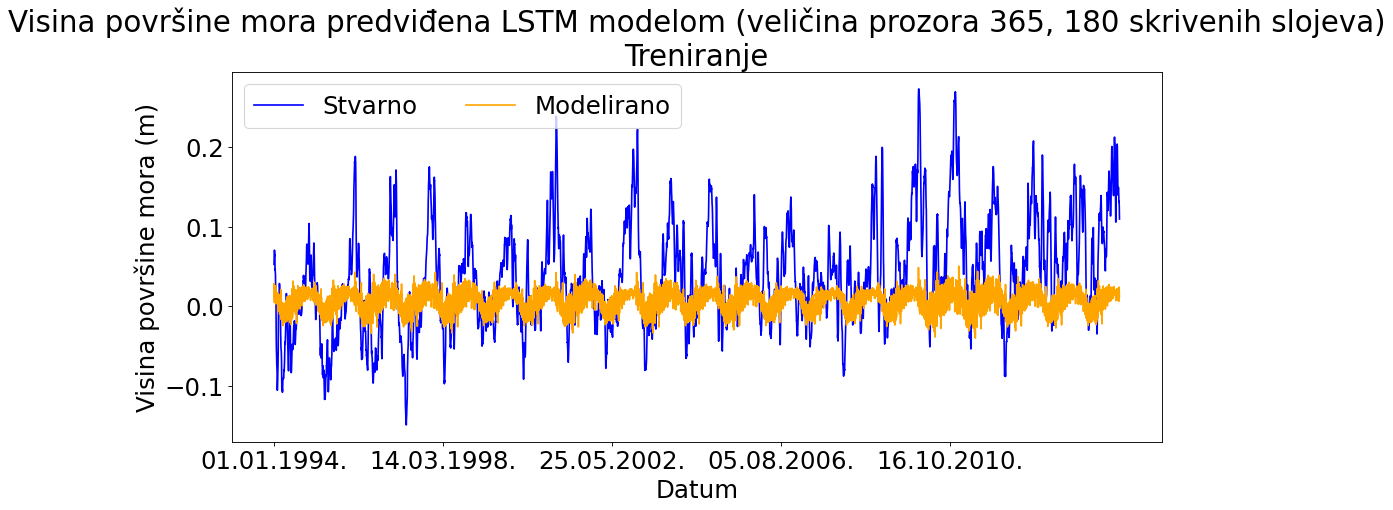 Visina površine mora predviđena LSTM modelom (veličina prozora 365, 180 skrivenih slojeva)
Treniranje
Stvarno Modelirano
Visina površine mora (m)
0.2
0.1
0.0
−0.1
01.01.1994. 14.03.1998. 25.05.2002. 05.08.2006. 16.10.2010.
Datum